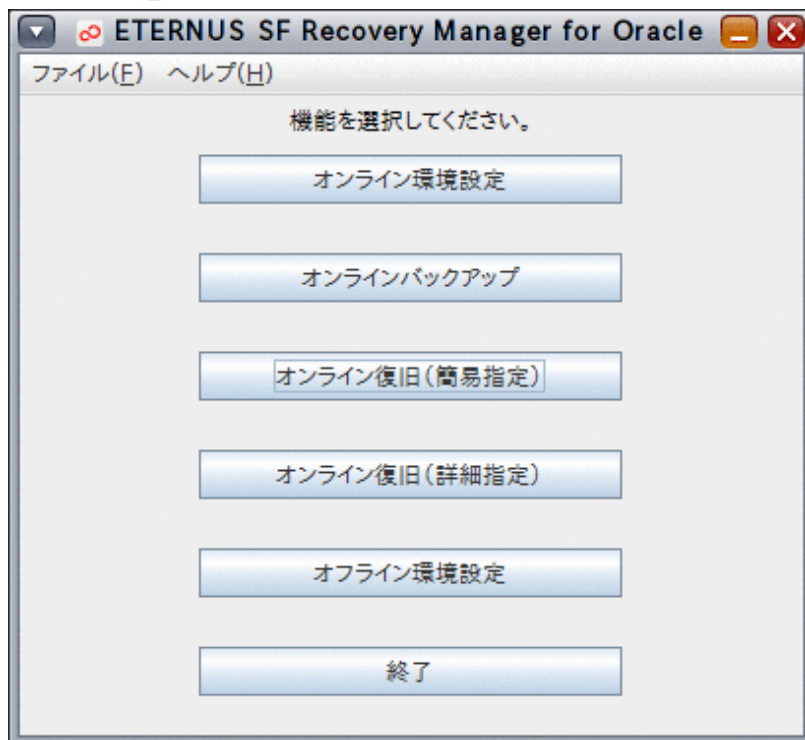 ETERNUS SF Recovery Manager for Oracle
ファイル(F) ヘルプ(H)
機能を選択してください。
オンライン環境設定
オンラインバックアップ
オンライン復旧(簡易指定)
オンライン復旧(詳細指定)
オフライン環境設定
終了